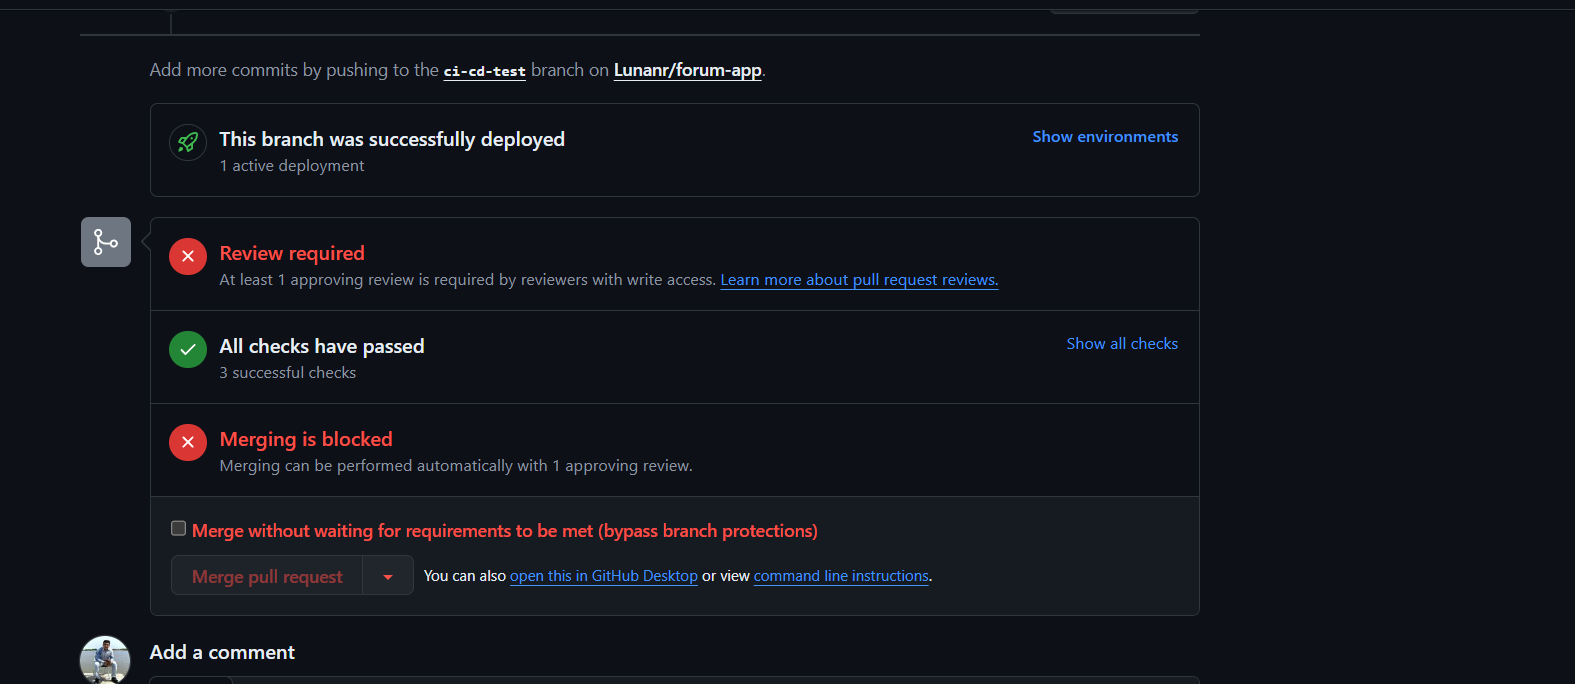 Add more commits by pushing to the ci-cd-test branch on Lunanr/forum-app.
This branch was successfully deployed
1 active deployment
Show environments
Review required
At least 1 approving review is required by reviewers with write access. Learn more about pull request reviews.
All checks have passed
3 successful checks
Show all checks
Merging is blocked
Merging can be performed automatically with 1 approving review.
Merge without waiting for requirements to be met (bypass branch protections)
Merge pull request
You can also open this in GitHub Desktop or view command line instructions.
Add a comment